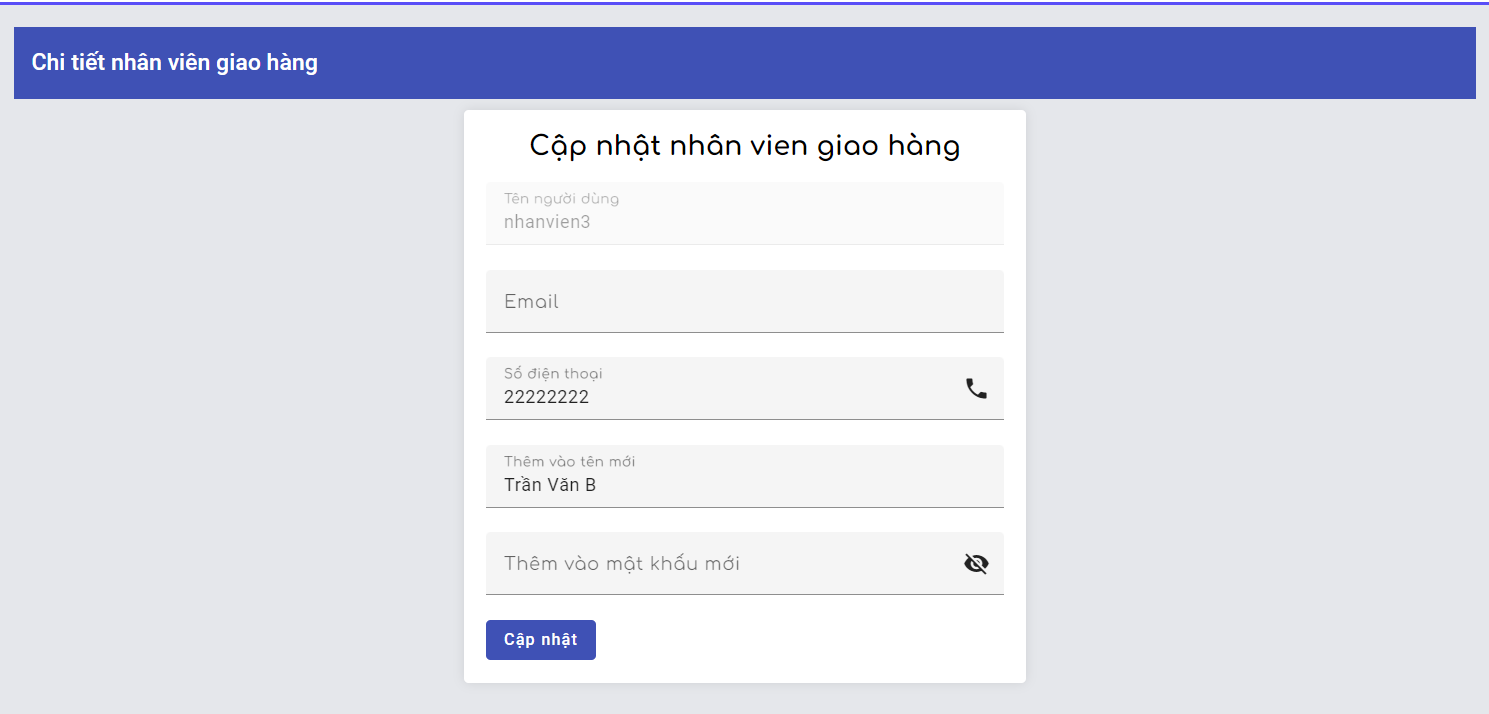 Chi tiết nhân viên giao hàng
Cập nhật nhân vien giao hàng
Tên người dùng
nhanvien3
Email
Số điện thoại
22222222
Thêm vào tên mới
Trần Văn B
Thêm vào mật khấu mới
Cập nhật